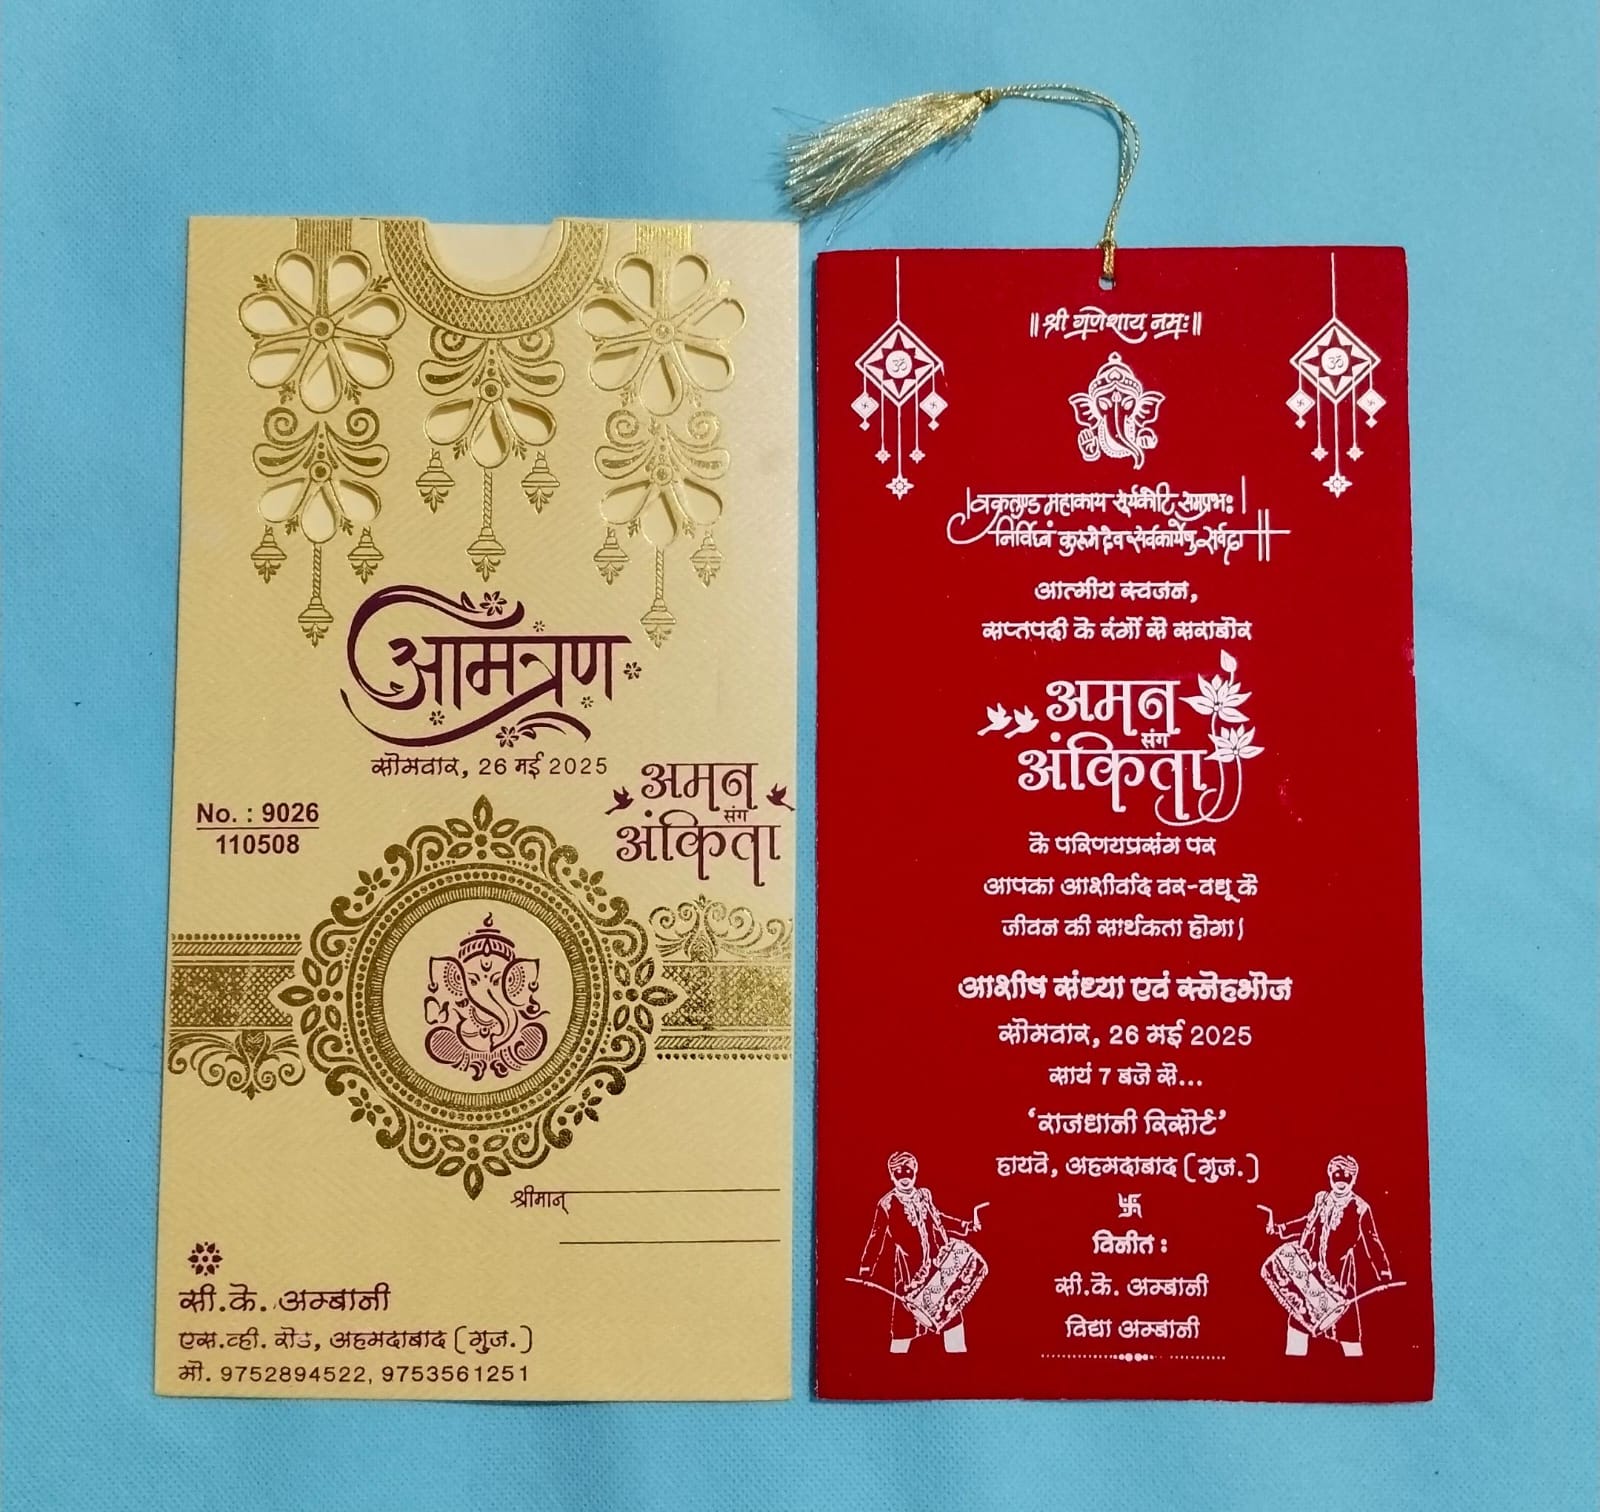 आमंत्रण
सोमवार, 26 मई 2025
अमन
संग
अंकिता
No. : 9026
110508
श्रीमान्
सी.के. अम्बानी
एस.व्ही. रोड, अहमदाबाद (गुज.)
मो. 9752894522, 9753561251
॥ श्री गणेशाय नमः॥
ॐ
ॐ
वक्रतुण्ड महाकाय सूर्यकोटि समप्रभः।
निर्विघ्नं कुरूमे देव सर्वकार्येषु सर्वदा॥
आत्मीय स्वजन,
सप्तपदी के रंगों से सराबोर
अमन
संग
अंकिता
के परिणयप्रसंग पर
आपका आशीर्वाद वर-वधू के
जीवन की सार्थकता होगा।
आशीष संध्या एवं स्नेहभोज
सोमवार, 26 मई 2025
सायं 7 बजे से...
‘राजधानी रिसोर्ट’
हायवे, अहमदाबाद (गुज.)
卐
विनीत :
सी.के. अम्बानी
विद्या अम्बानी